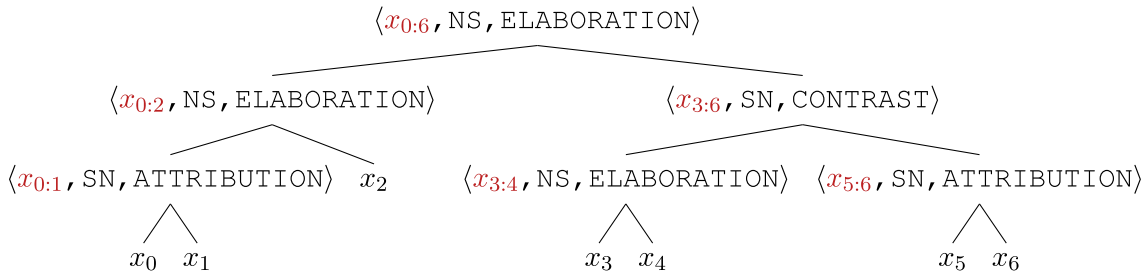 ⟨x0:6,NS,ELABORATION⟩
⟨x0:2,NS,ELABORATION⟩ ⟨x3:6,SN,CONTRAST⟩
⟨x0:1,SN,ATTRIBUTION⟩ x2 ⟨x3:4,NS,ELABORATION⟩ ⟨x5:6,SN,ATTRIBUTION⟩
x0 x1 x3 x4 x5 x6